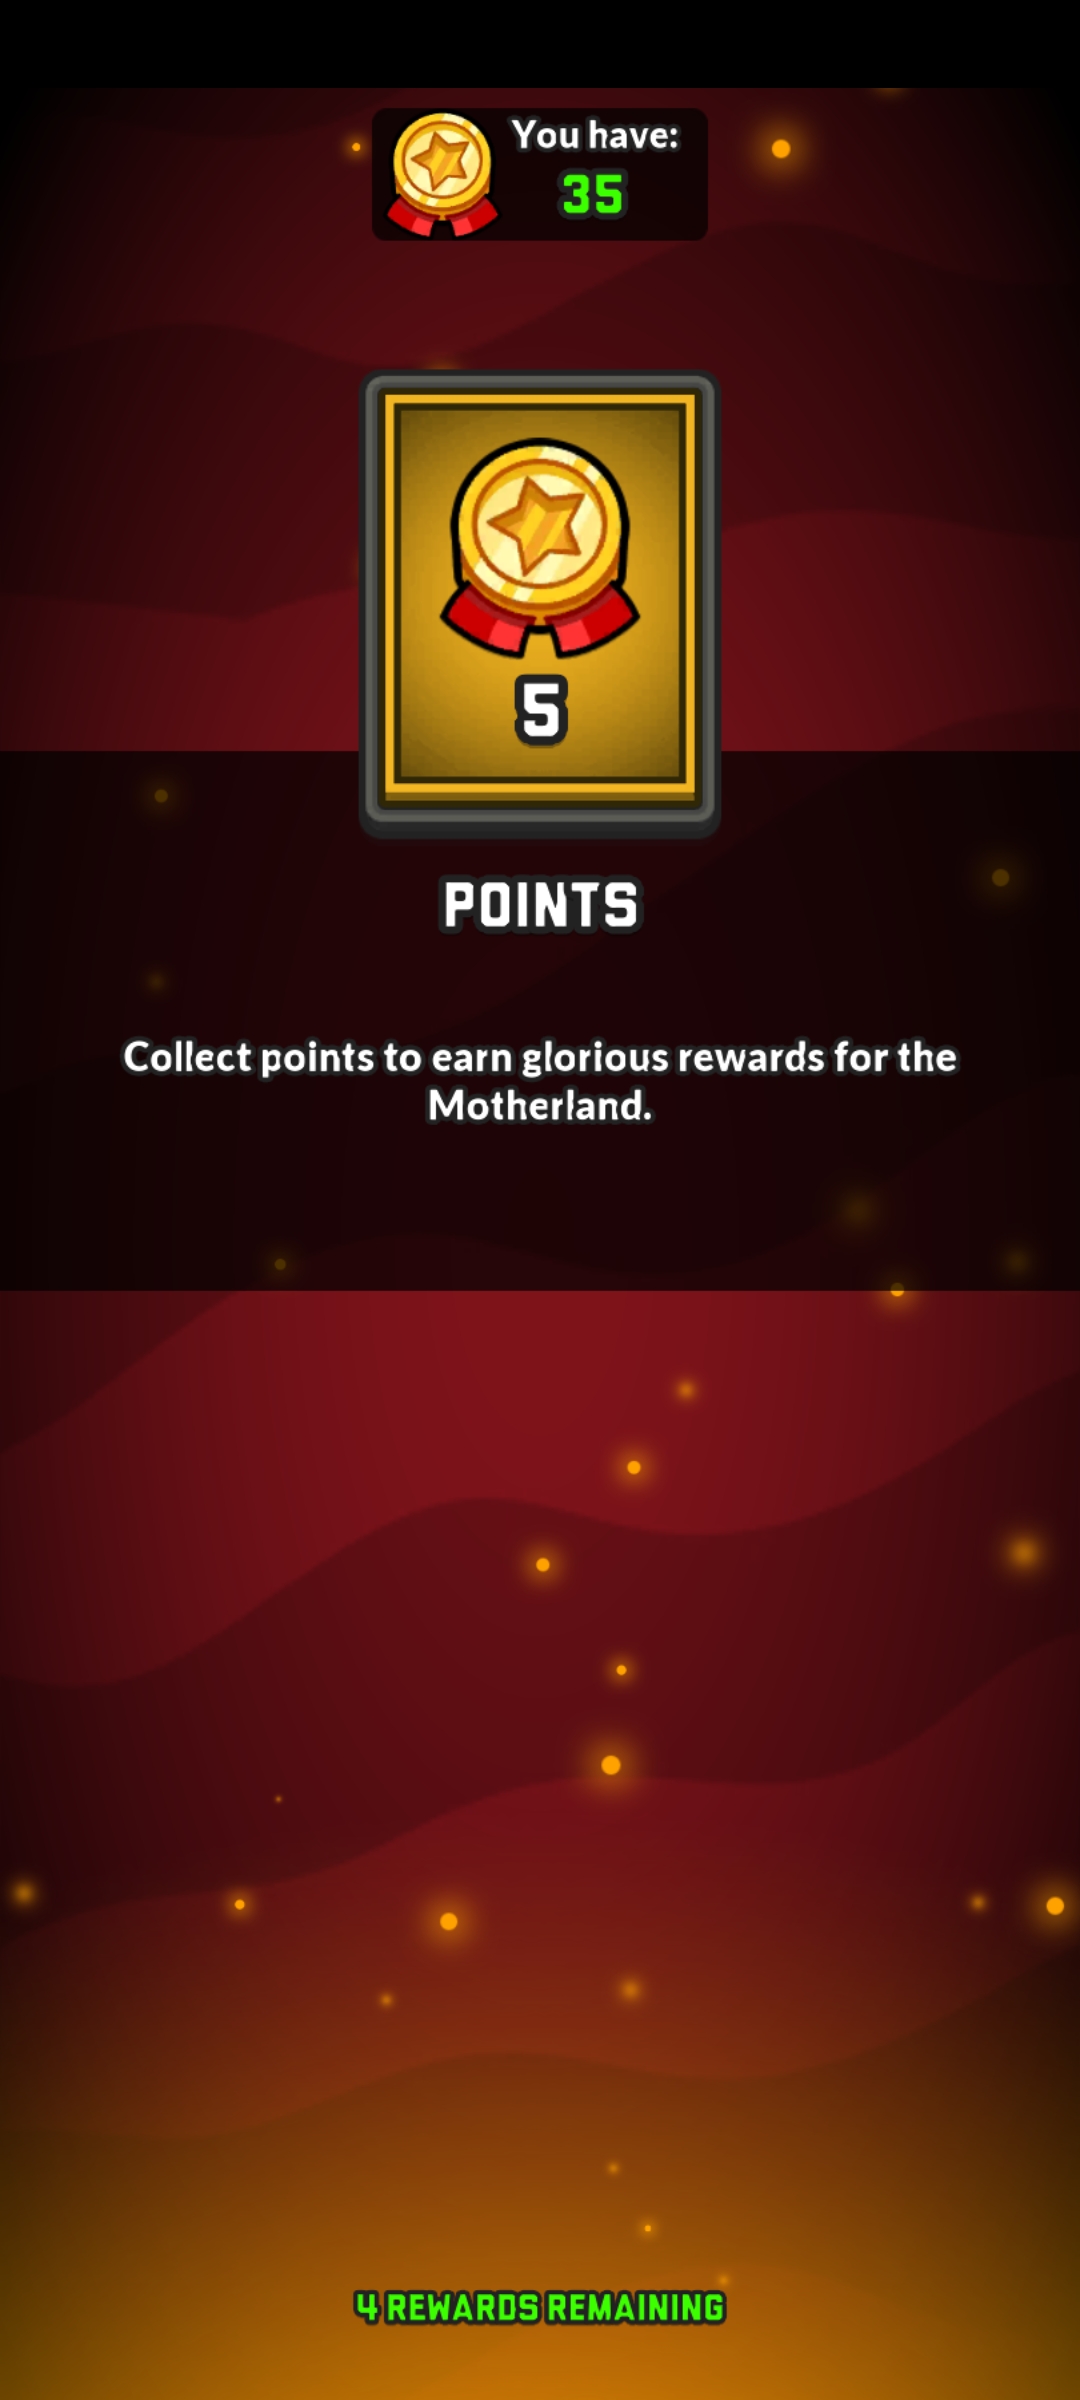 You have:
35
5
POINTS
Collect points to earn glorious rewards for the
Motherland.
4 REWARDS REMAINING